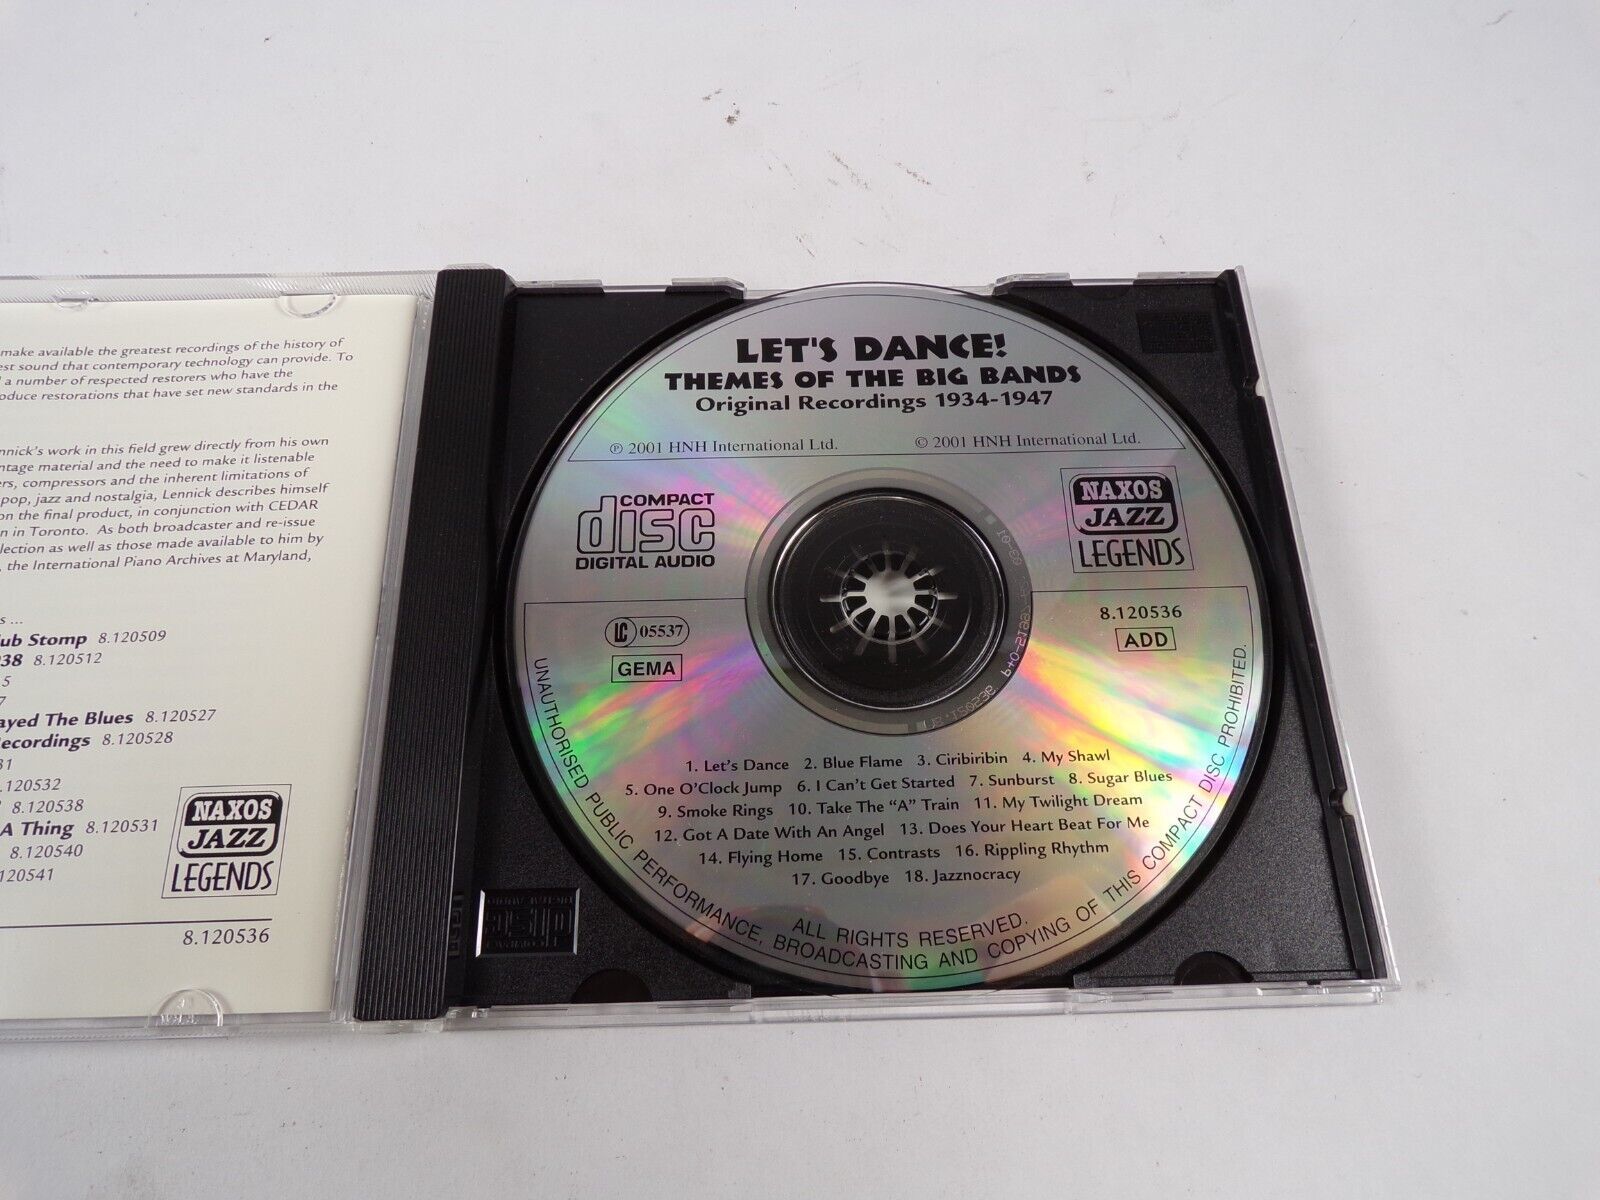 make available the greatest recordings of the history of
est sound that contemporary technology can provide. To
a number of respected restorers who have the
oduce restorations that have set new standards in the
ennick's work in this field grew directly from his own
ntage material and the need to make it listenable
ers, compressors and the inherent limitations of
pop, jazz and nostalgia, Lennick describes himself
on the final product, in conjunction with CEDAR
n in Toronto. As both broadcaster and re-issue
llection as well as those made available to him by
, the International Piano Archives at Maryland,
s ...
lub Stomp 8.120509
938 8.120512
5
7
ayed The Blues 8.120527
Recordings 8.120528
31
.120532
8.120538
A Thing 8.120531
8.120540
120541
NAXOS
JAZZ
LEGENDS
8.120536
LET'S DANCE!
THEMES OF THE BIG BANDS
Original Recordings 1934-1947
℗ 2001 HNH International Ltd. © 2001 HNH International Ltd.
COMPACT
disc
DIGITAL AUDIO
NAXOS
JAZZ
LEGENDS
LC 05537
GEMA
8.120536
ADD
1. Let's Dance 2. Blue Flame 3. Ciribiribin 4. My Shawl
5. One O'Clock Jump 6. I Can't Get Started 7. Sunburst 8. Sugar Blues
9. Smoke Rings 10. Take The "A" Train 11. My Twilight Dream
12. Got A Date With An Angel 13. Does Your Heart Beat For Me
14. Flying Home 15. Contrasts 16. Rippling Rhythm
17. Goodbye 18. Jazznocracy
ALL RIGHTS RESERVED.
UNAUTHORISED PUBLIC PERFORMANCE, BROADCASTING AND COPYING OF THIS COMPACT DISC PROHIBITED.
COMPACT
disc
DIGITAL AUDIO